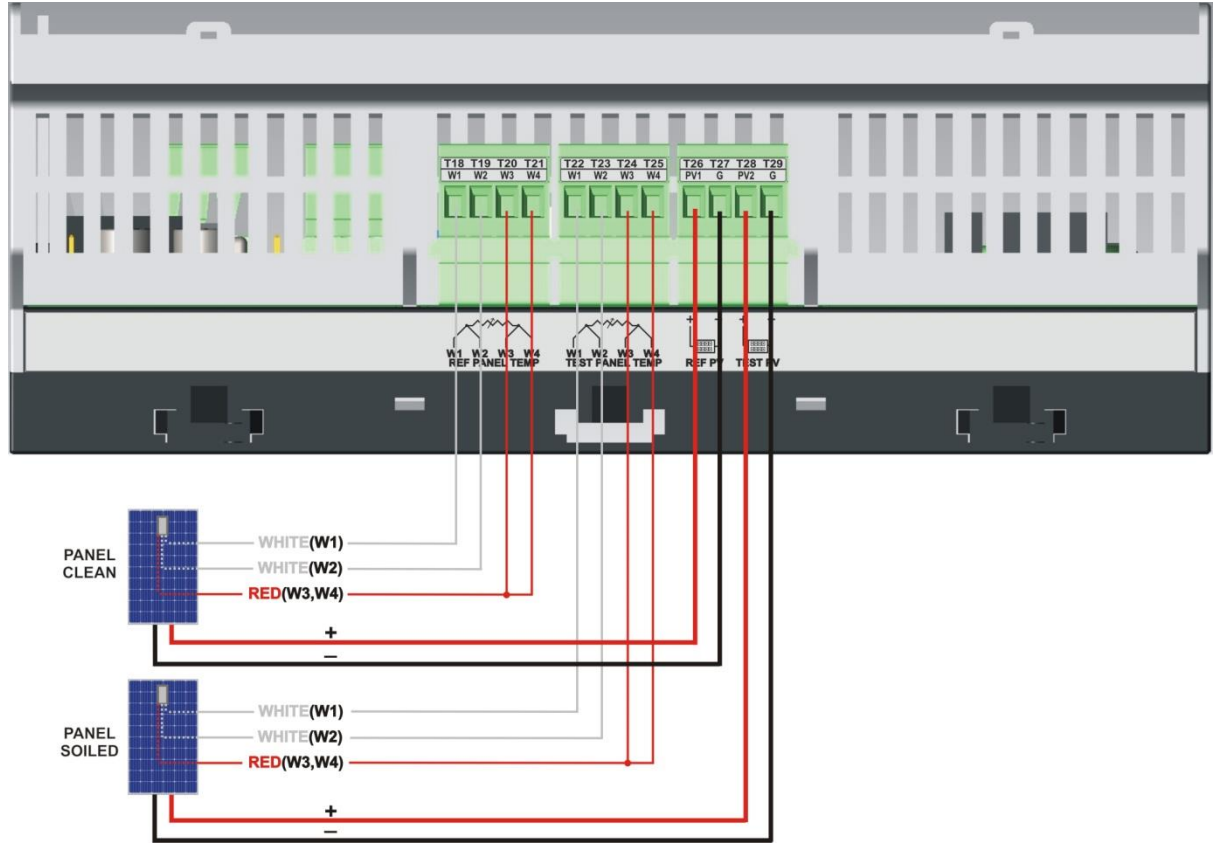 T18 T19 T20 T21
W1 W2 W3 W4
T22 T23 T24 T25
W1 W2 W3 W4
T26 T27 T28 T29
PV1 G PV2 G
W1 W2 W3 W4
REF PANEL TEMP
W1 W2 W3 W4
TEST PANEL TEMP
+ –
REF PV
+ –
TEST PV
PANEL
CLEAN
WHITE(W1)
WHITE(W2)
RED(W3,W4)
+
–
PANEL
SOILED
WHITE(W1)
WHITE(W2)
RED(W3,W4)
+
–